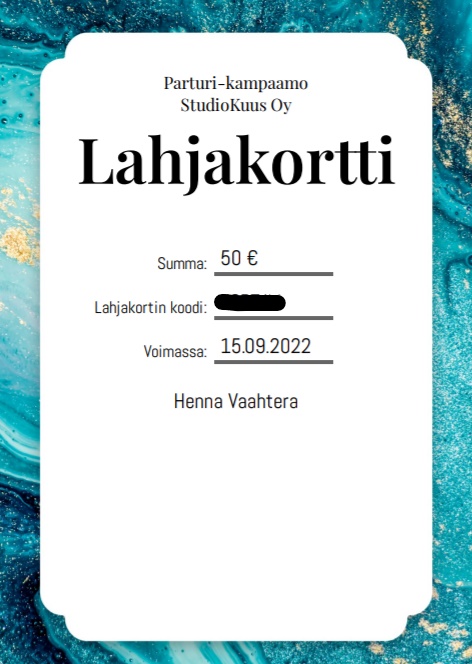 Parturi-kampaamo
StudioKuus Oy
Lahjakortti
Summa: 50 €
Lahjakortin koodi:
Voimassa: 15.09.2022
Henna Vaahtera